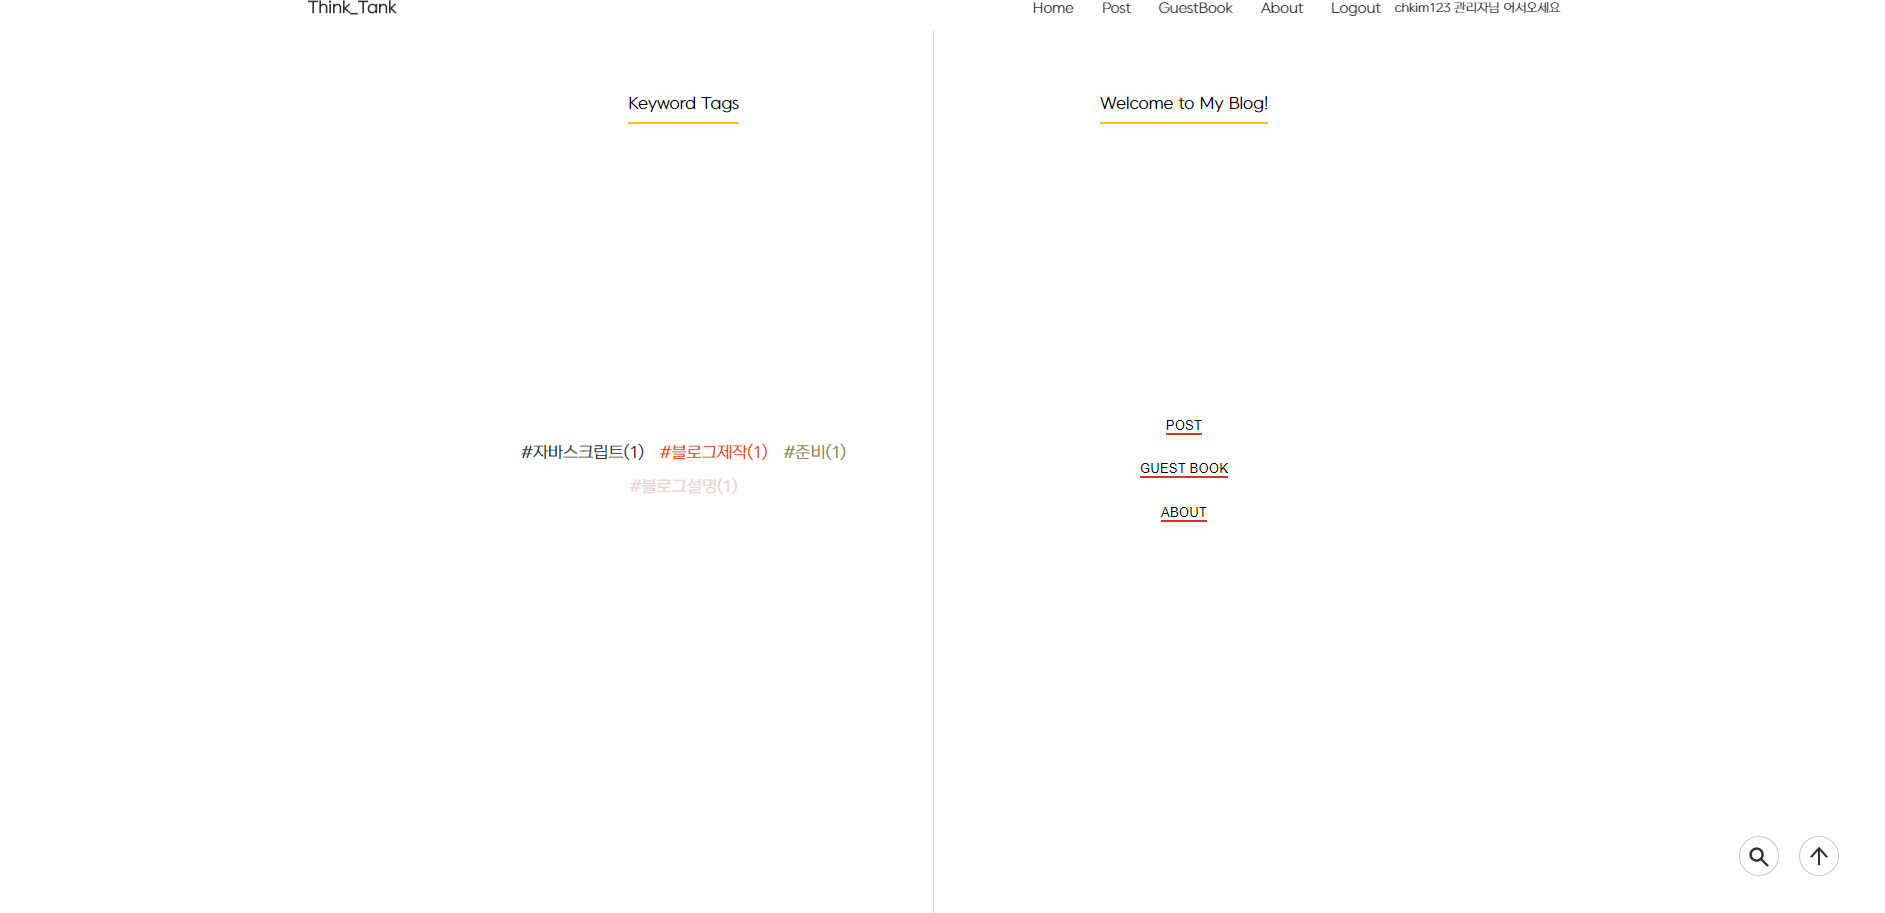 Think_Tank
Home Post GuestBook About Logout chkim123 관리자님 어서오세요
Keyword Tags
#자바스크립트(1) #블로그제작(1) #준비(1)
#블로그설명(1)
Welcome to My Blog!
POST
GUEST BOOK
ABOUT